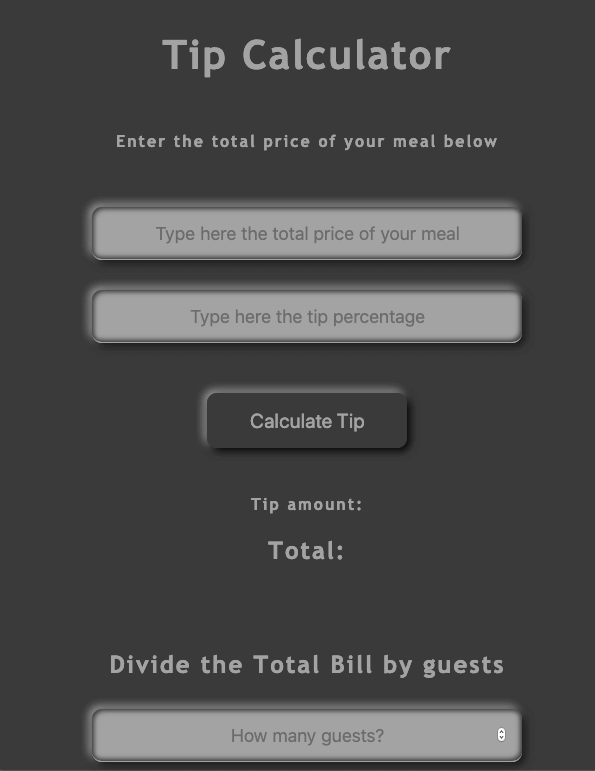 Tip Calculator
Enter the total price of your meal below
Type here the total price of your meal
Type here the tip percentage
Calculate Tip
Tip amount:
Total:
Divide the Total Bill by guests
How many guests?